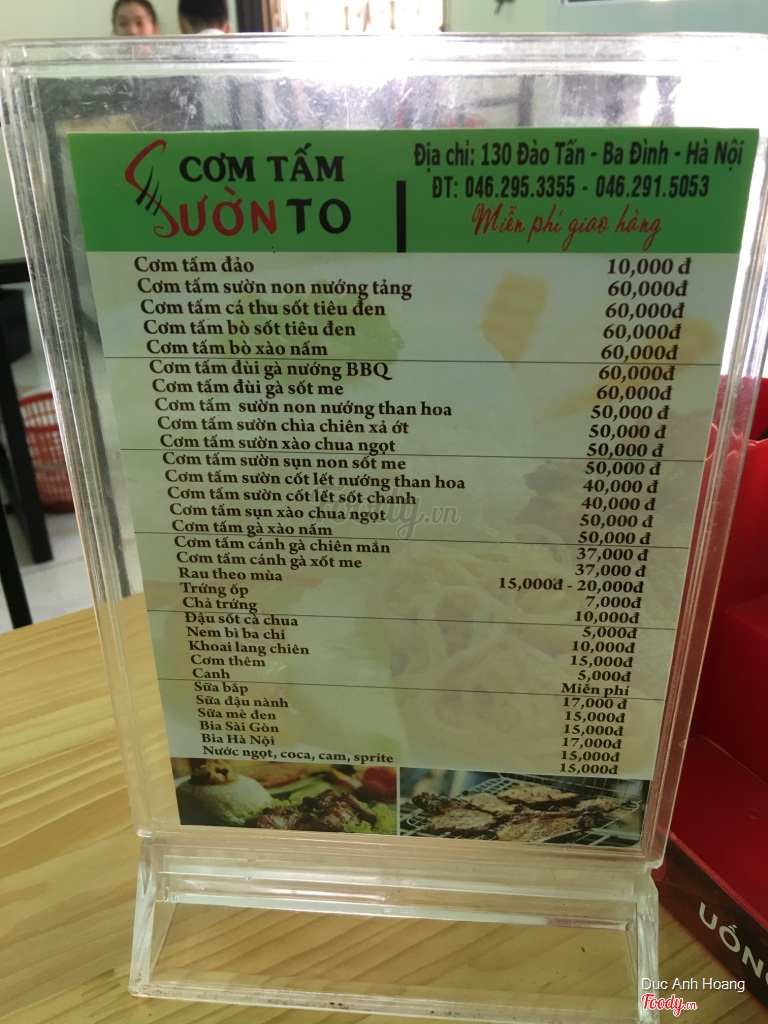 CƠM TẤM
SƯỜN TO
Địa chỉ: 130 Đào Tấn - Ba Đình - Hà Nội
ĐT: 046.295.3355 - 046.291.5053
Miễn phí giao hàng
Cơm tấm đảo 10,000 đ
Cơm tấm sườn non nướng tảng 60,000đ
Cơm tấm cá thu sốt tiêu đen 60,000đ
Cơm tấm bò sốt tiêu đen 60,000đ
Cơm tấm bò xào nấm 60,000đ
Cơm tấm đùi gà nướng BBQ 60,000đ
Cơm tấm đùi gà sốt me 60,000đ
Cơm tấm sườn non nướng than hoa 50,000 đ
Cơm tấm sườn chìa chiên xả ớt 50,000 đ
Cơm tấm sườn xào chua ngọt 50,000 đ
Cơm tấm sườn sụn non sốt me 50,000 đ
Cơm tấm sườn cốt lết nướng than hoa 40,000 đ
Cơm tấm sườn cốt lết sốt chanh 40,000 đ
Cơm tấm sụn xào chua ngọt 50,000 đ
Cơm tấm gà xào nấm 50,000 đ
Cơm tấm cánh gà chiên mắn 37,000 đ
Cơm tấm cánh gà xốt me 37,000 đ
Rau theo mùa 15,000đ - 20,000đ
Trứng ốp 7,000đ
Chả trứng 10,000đ
Đậu sốt cà chua 5,000đ
Nem bì ba chỉ 10,000đ
Khoai lang chiên 15,000đ
Cơm thêm 5,000đ
Canh Miễn phí
Sữa bắp 17,000 đ
Sữa đậu nành 15,000đ
Sữa mè đen 15,000đ
Bia Sài Gòn 17,000đ
Bia Hà Nội 15,000đ
Nước ngọt, coca, cam, sprite 15,000đ
Foody.vn
UỐNG
Duc Anh Hoang
Foody.vn